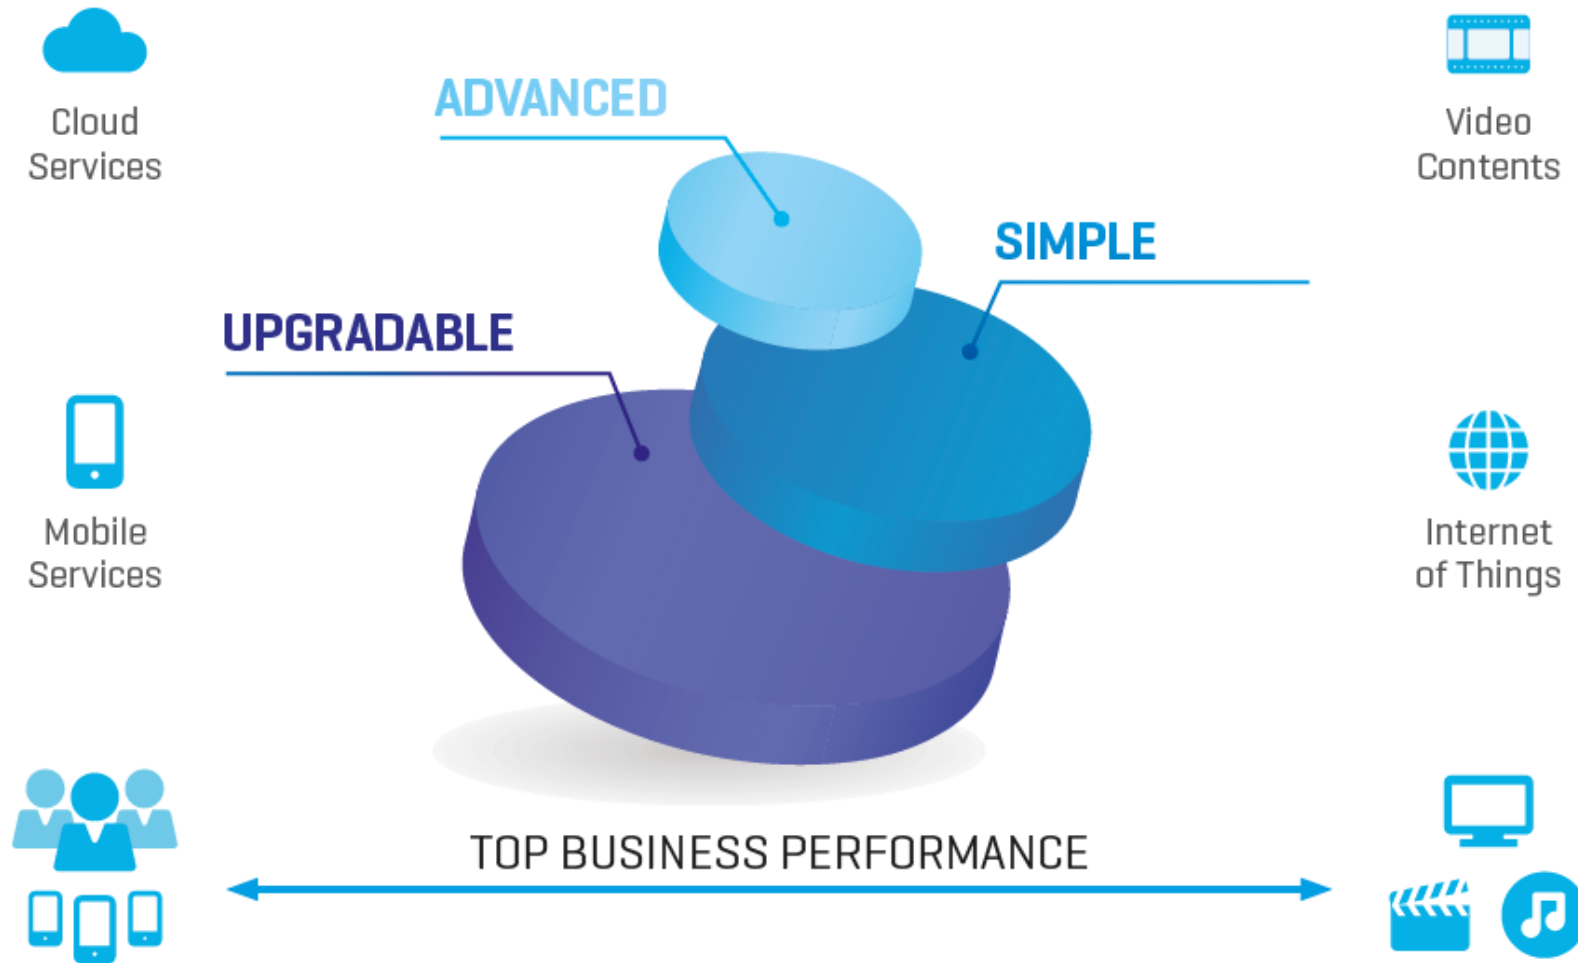 Cloud
Services
ADVANCED
Video
Contents
SIMPLE
UPGRADABLE
Mobile
Services
Internet
of Things
TOP BUSINESS PERFORMANCE